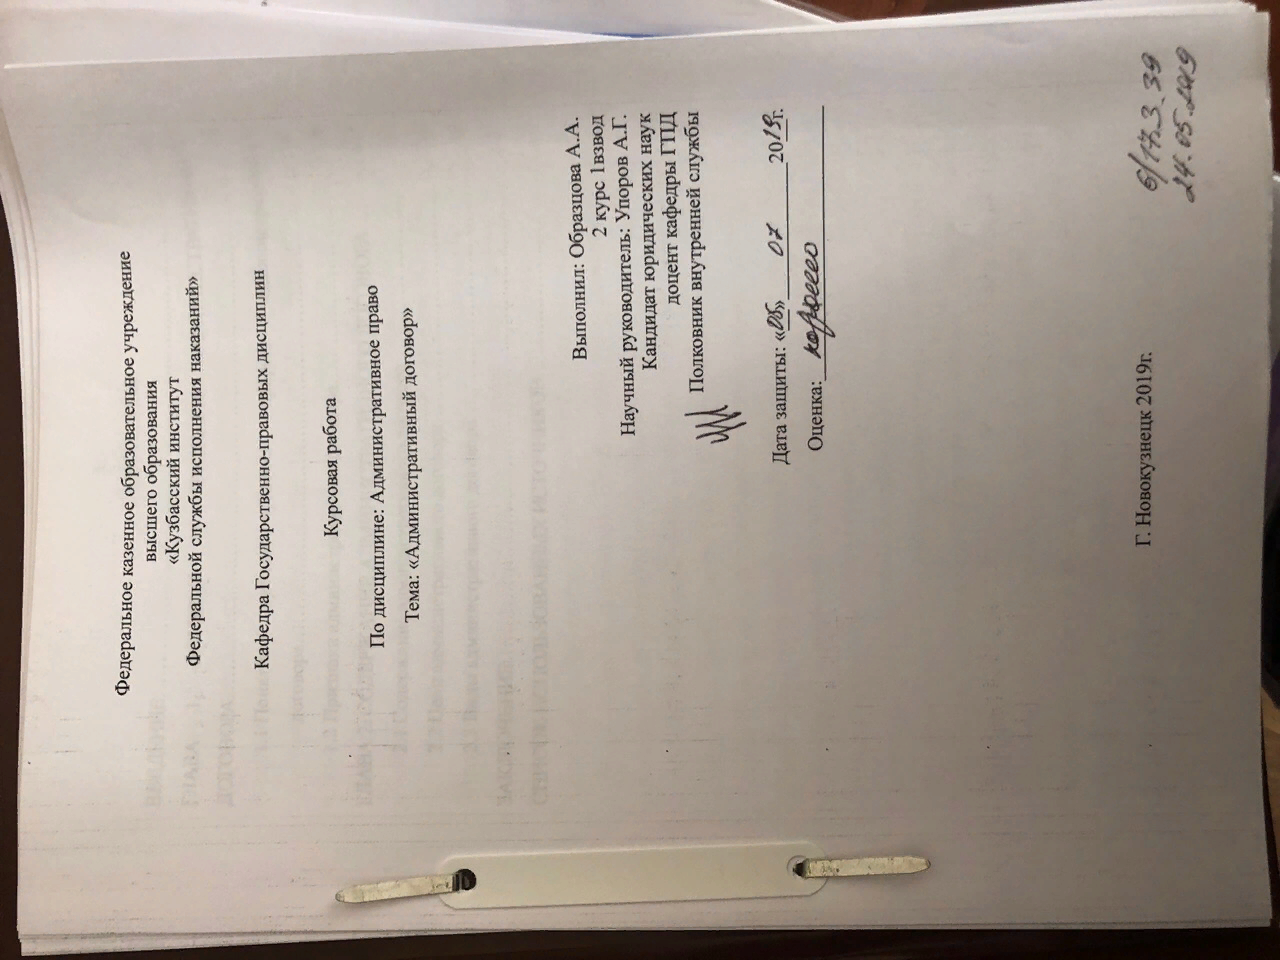 Федеральное казенное образовательное учреждение
высшего образования
«Кузбасский институт
Федеральной службы исполнения наказаний»
Кафедра Государственно-правовых дисциплин
Курсовая работа
По дисциплине: Административное право
Тема: «Административный договор»
Выполнил: Образцова А.А.
2 курс 1взвод
Научный руководитель: Упоров А.Г.
Кандидат юридических наук
доцент кафедры ГПД
Полковник внутренней службы
Дата защиты: «05» 07 2019г.
Оценка: хорошо
Г. Новокузнецк 2019г.
6/17.3_39
24.05.2019